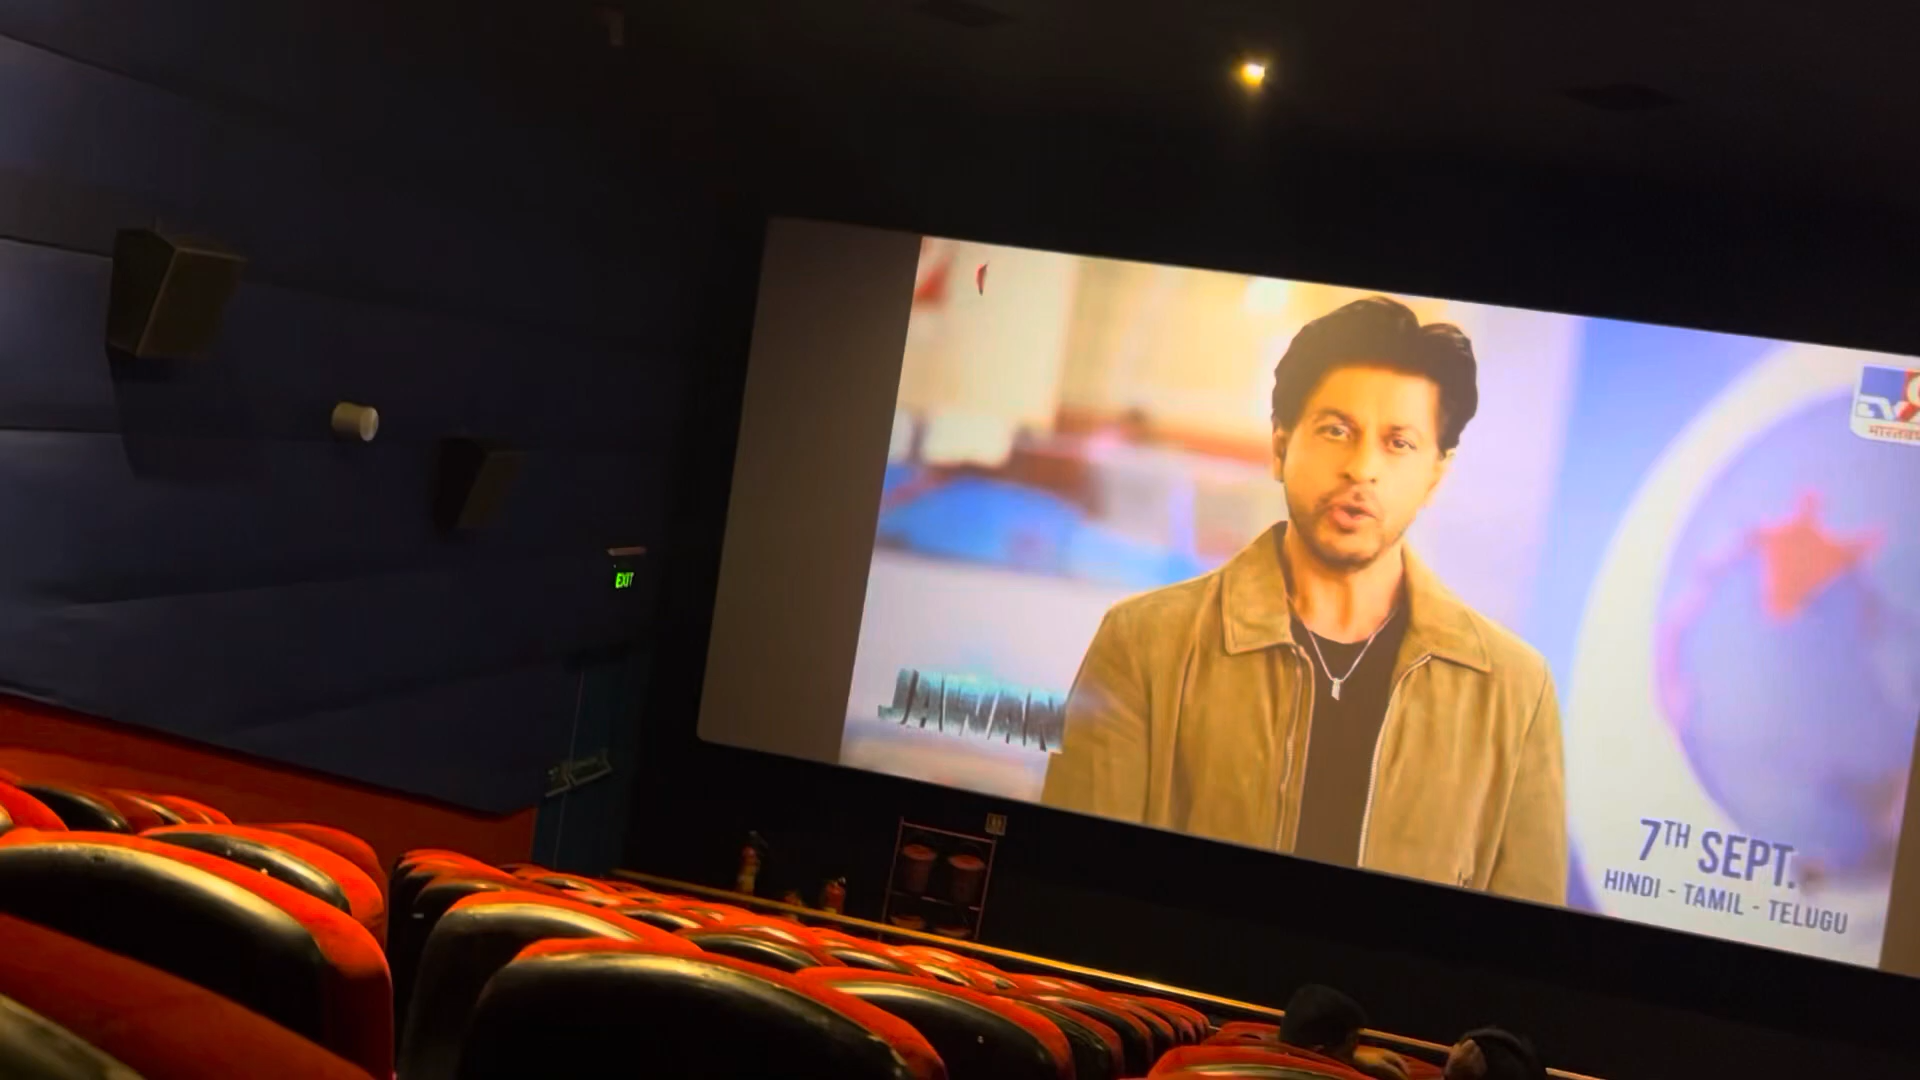 EXIT
JAWAN
7TH SEPT.
HINDI - TAMIL - TELUGU